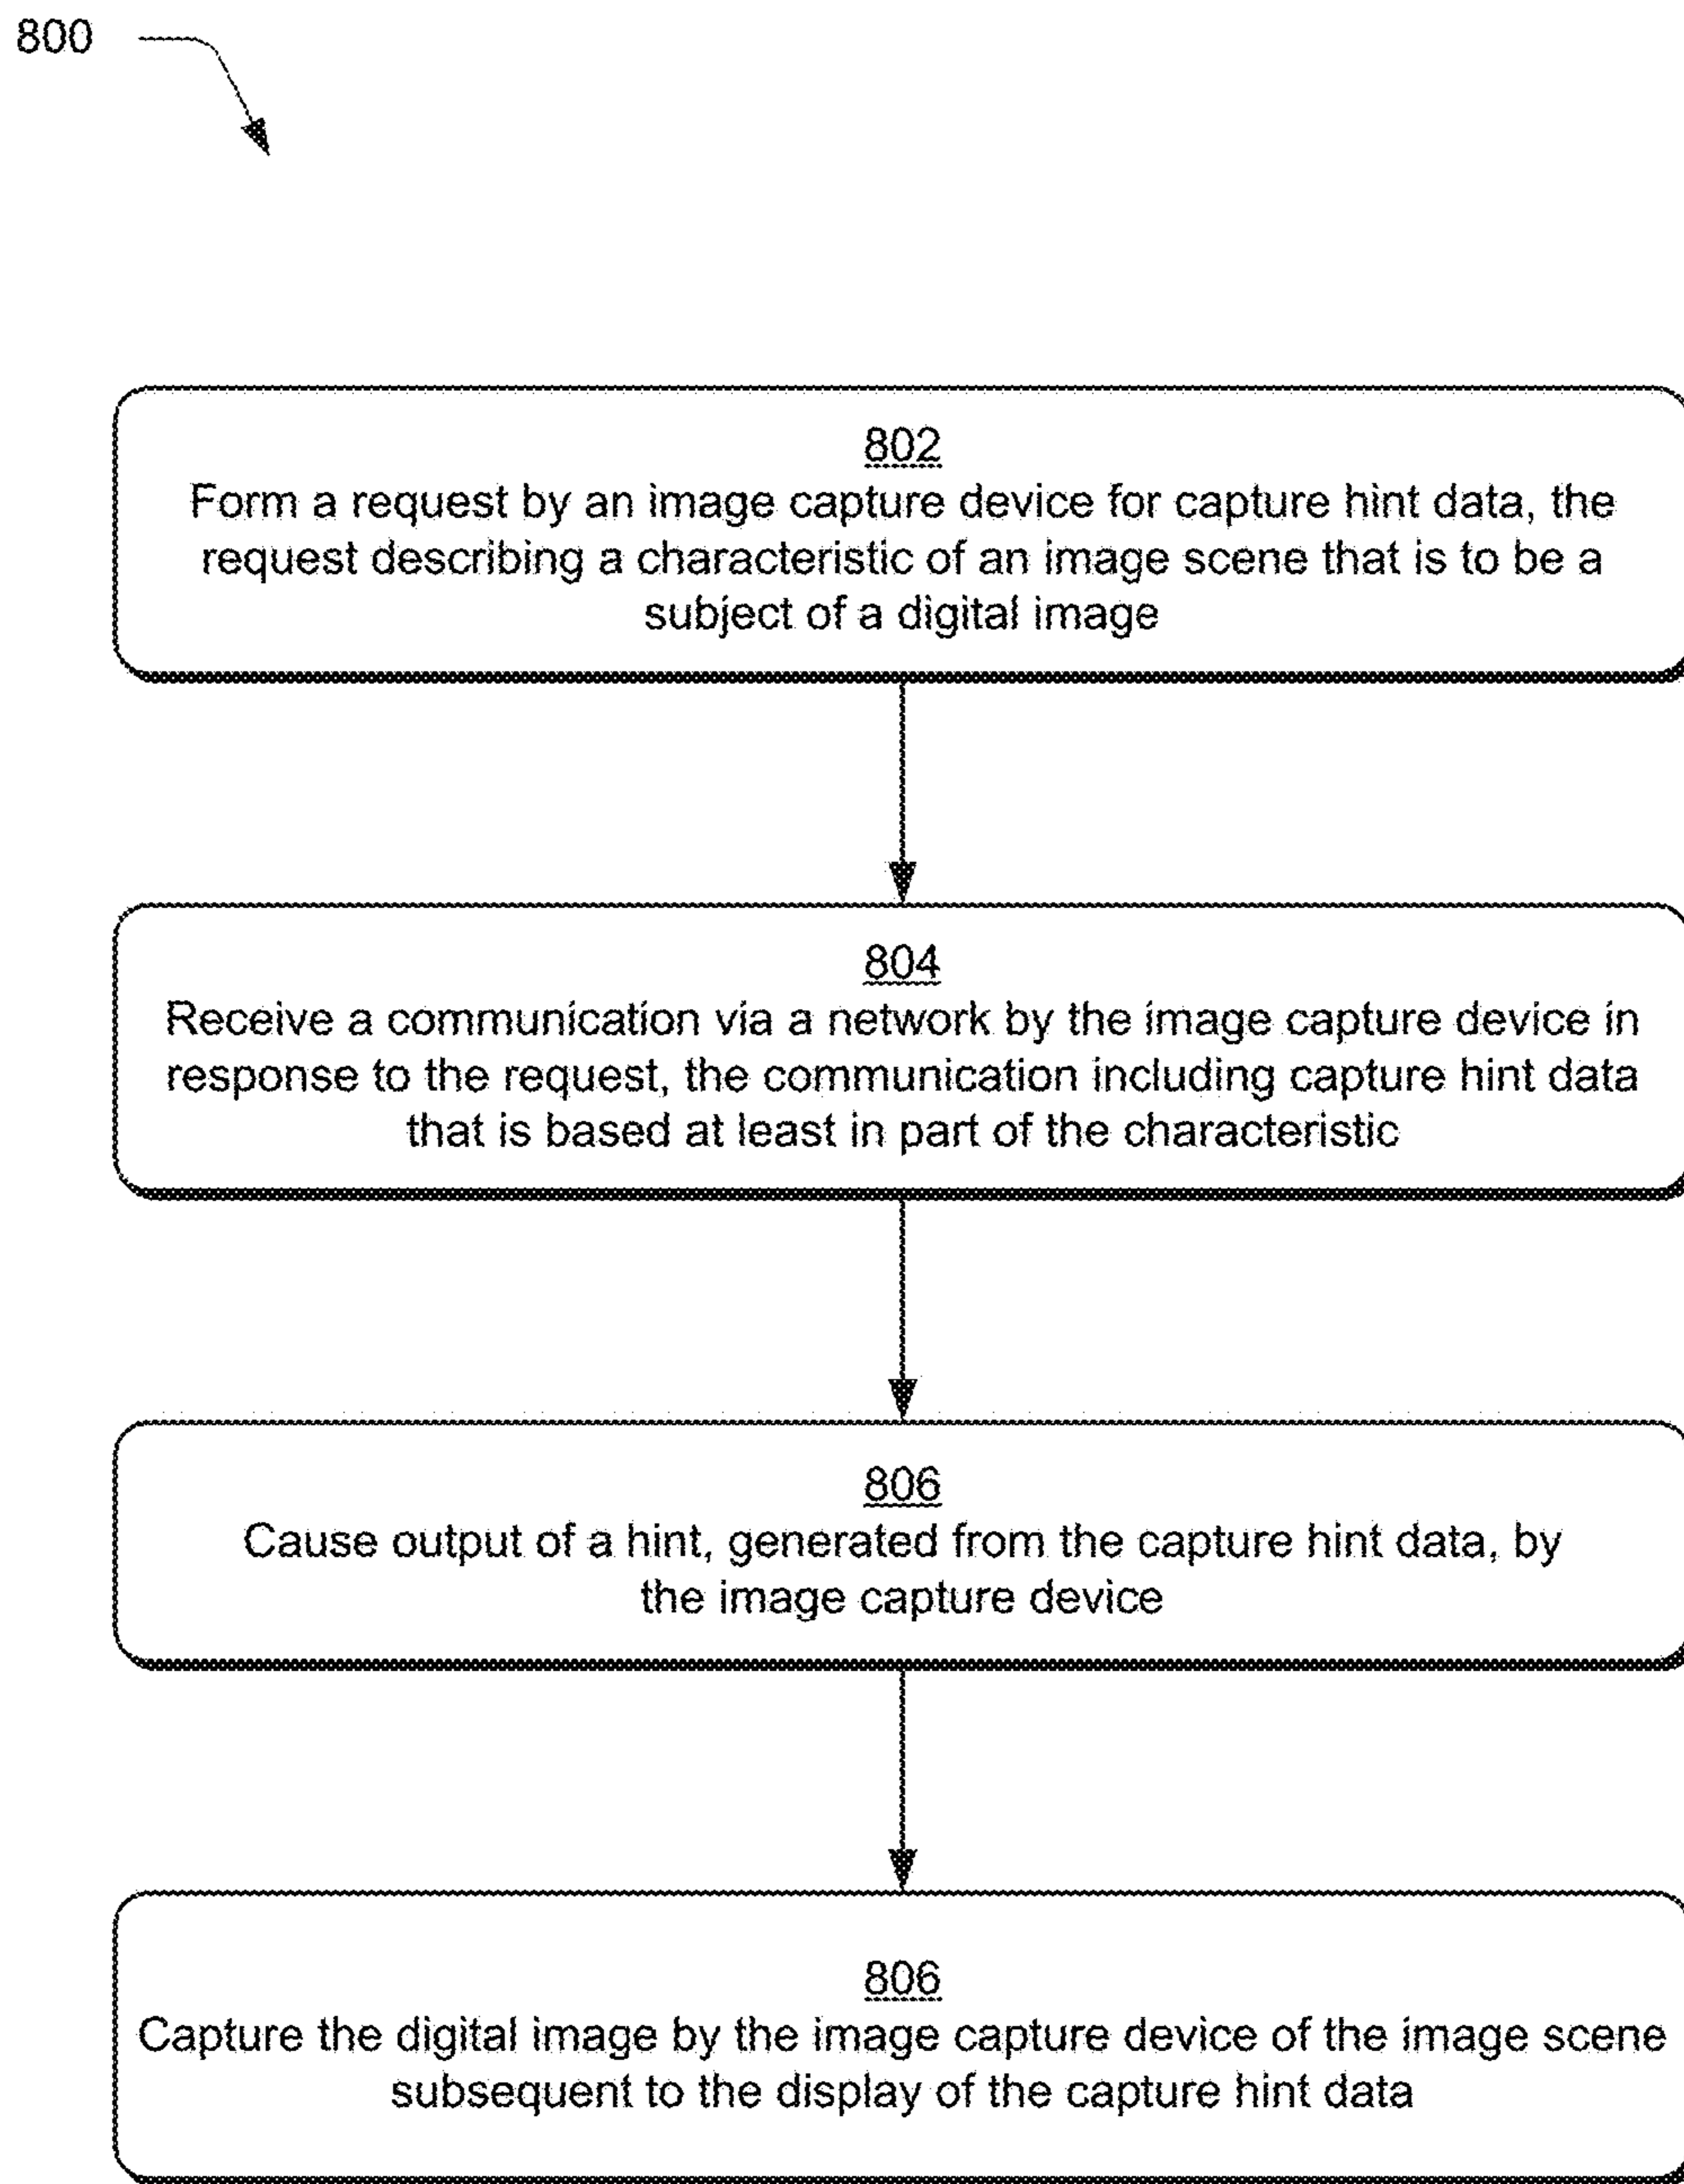 800
802
Form a request by an image capture device for capture hint data, the
request describing a characteristic of an image scene that is to be a
subject of a digital image
804
Receive a communication via a network by the image capture device in
response to the request, the communication including capture hint data
that is based at least in part of the characteristic
806
Cause output of a hint, generated from the capture hint data, by
the image capture device
806
Capture the digital image by the image capture device of the image scene
subsequent to the display of the capture hint data